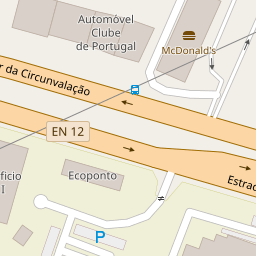 Automóvel
Clube
de Portugal
McDonald's
r da Circunvalação
EN 12
Ecoponto
fício
I
Estrad
P